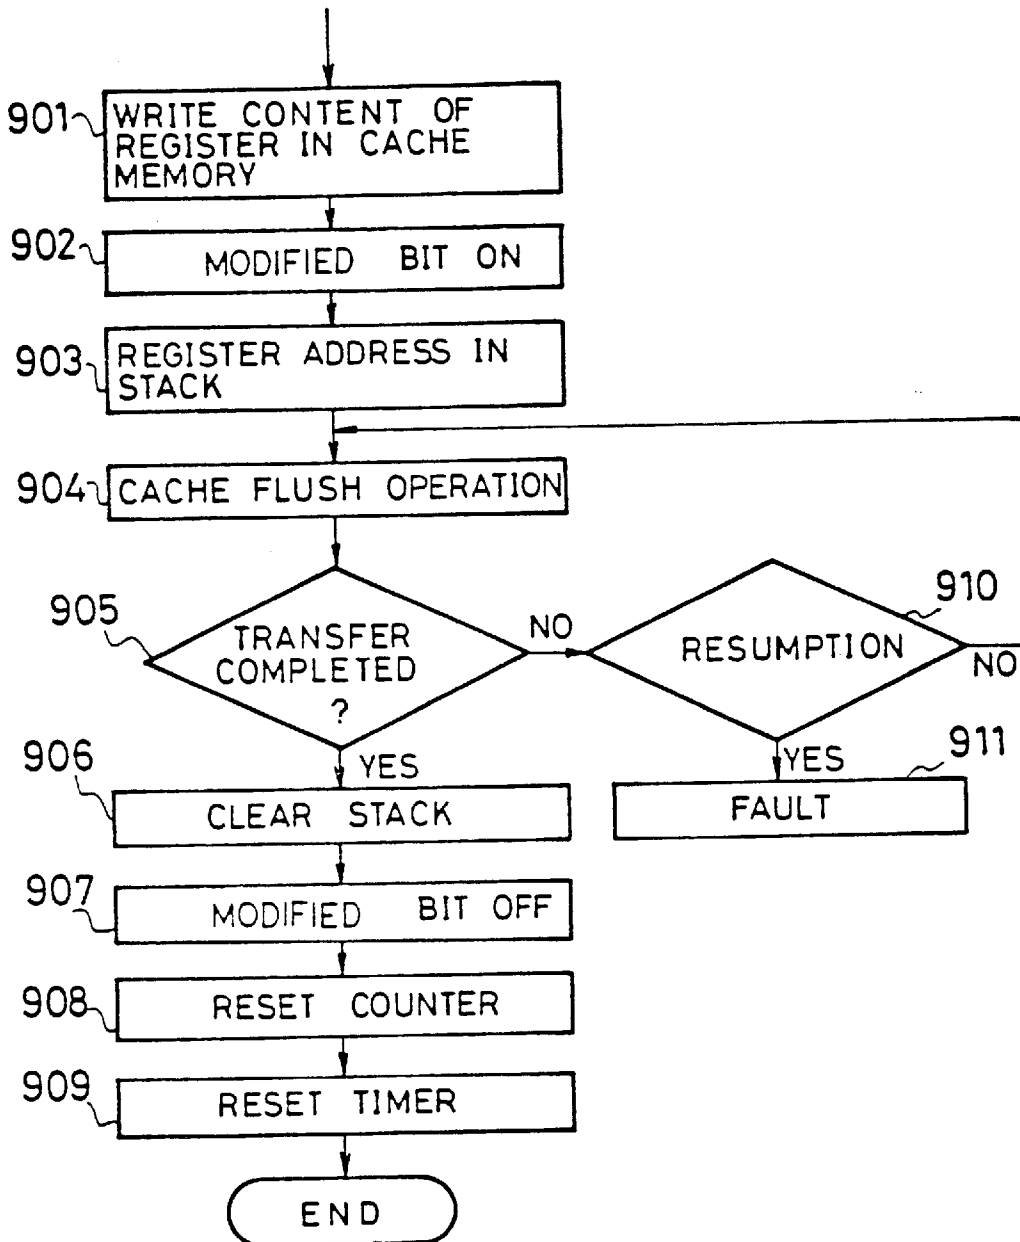 901
WRITE CONTENT OF
REGISTER IN CACHE
MEMORY
902
MODIFIED BIT ON
903
REGISTER ADDRESS IN
STACK
904
CACHE FLUSH OPERATION
905
TRANSFER
COMPLETED
?
NO
910
RESUMPTION
NO
YES
911
FAULT
YES
906
CLEAR STACK
907
MODIFIED BIT OFF
908
RESET COUNTER
909
RESET TIMER
END